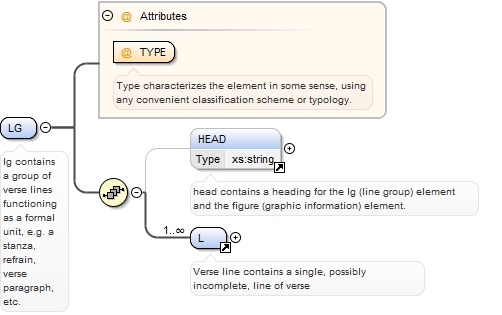 Attributes
@ TYPE
Type characterizes the element in some sense, using
any convenient classification scheme or typology.
LG
lg contains
a group of
verse lines
functioning
as a formal
unit, e.g. a
stanza,
refrain,
verse
paragraph,
etc.
HEAD
Type xs:string
head contains a heading for the lg (line group) element
and the figure (graphic information) element.
1..∞
L
Verse line contains a single, possibly
incomplete, line of verse